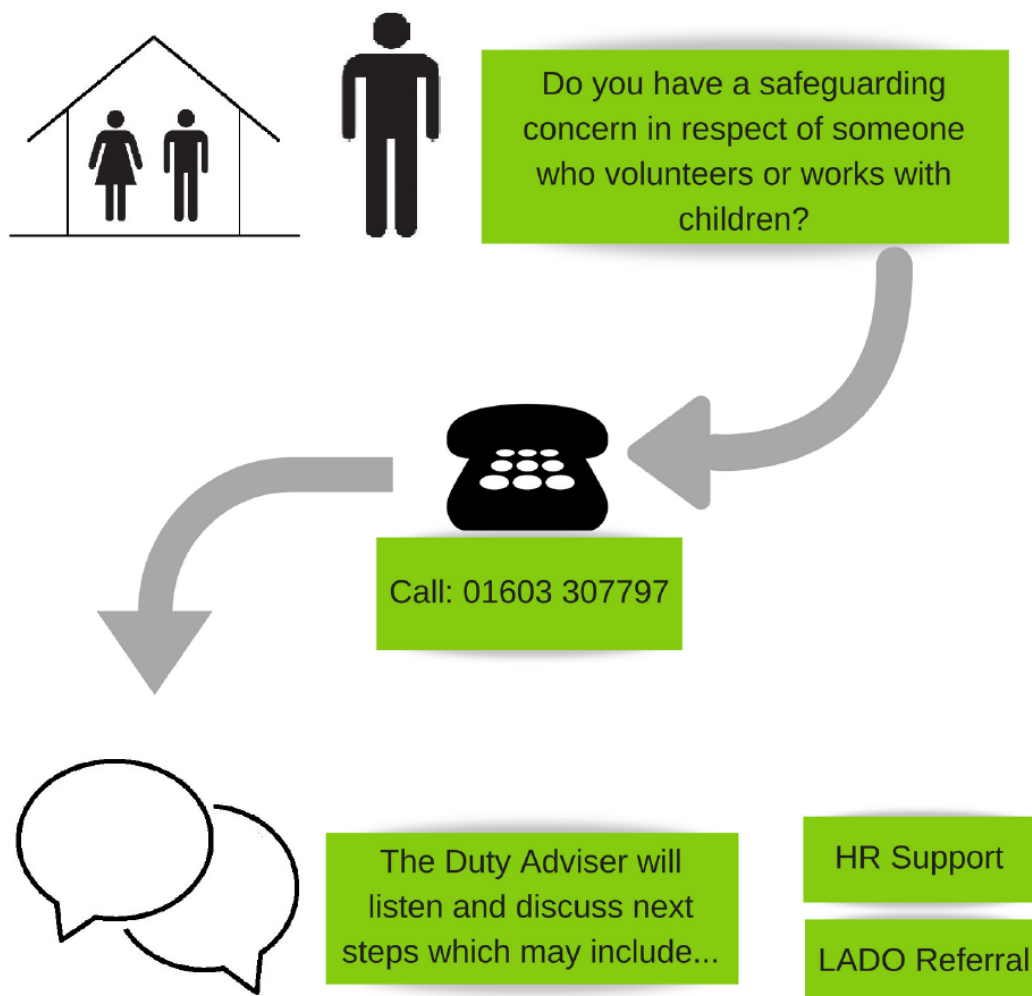 Do you have a safeguarding
concern in respect of someone
who volunteers or works with
children?
Call: 01603 307797
The Duty Adviser will
listen and discuss next
steps which may include...
HR Support
LADO Referral